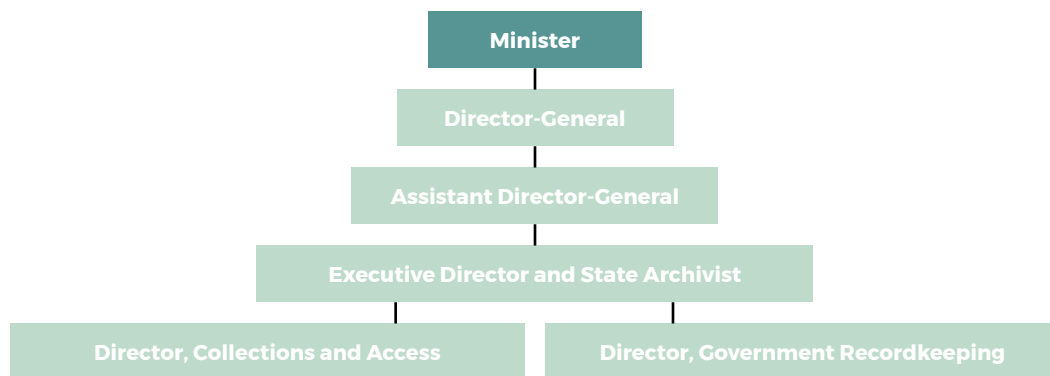 Minister
Director-General
Assistant Director-General
Executive Director and State Archivist
Director, Collections and Access
Director, Government Recordkeeping